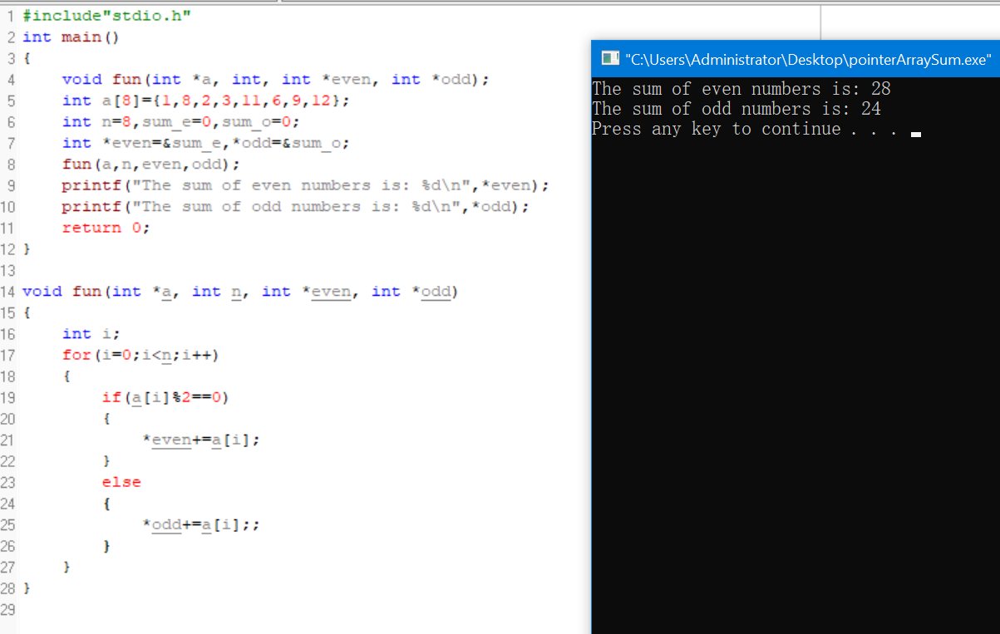 1 #include"stdio.h"
2 int main()
3 {
4     void fun(int *a, int, int *even, int *odd);
5     int a[8]={1,8,2,3,11,6,9,12};
6     int n=8,sum_e=0,sum_o=0;
7     int *even=&sum_e,*odd=&sum_o;
8     fun(a,n,even,odd);
9     printf("The sum of even numbers is: %d\n",*even);
10     printf("The sum of odd numbers is: %d\n",*odd);
11     return 0;
12 }
13
14 void fun(int *a, int n, int *even, int *odd)
15 {
16     int i;
17     for(i=0;i<n;i++)
18     {
19         if(a[i]%2==0)
20         {
21             *even+=a[i];
22         }
23         else
24         {
25             *odd+=a[i];;
26         }
27     }
28 }
29
"C:\Users\Administrator\Desktop\pointerArraySum.exe"
The sum of even numbers is: 28
The sum of odd numbers is: 24
Press any key to continue . . .